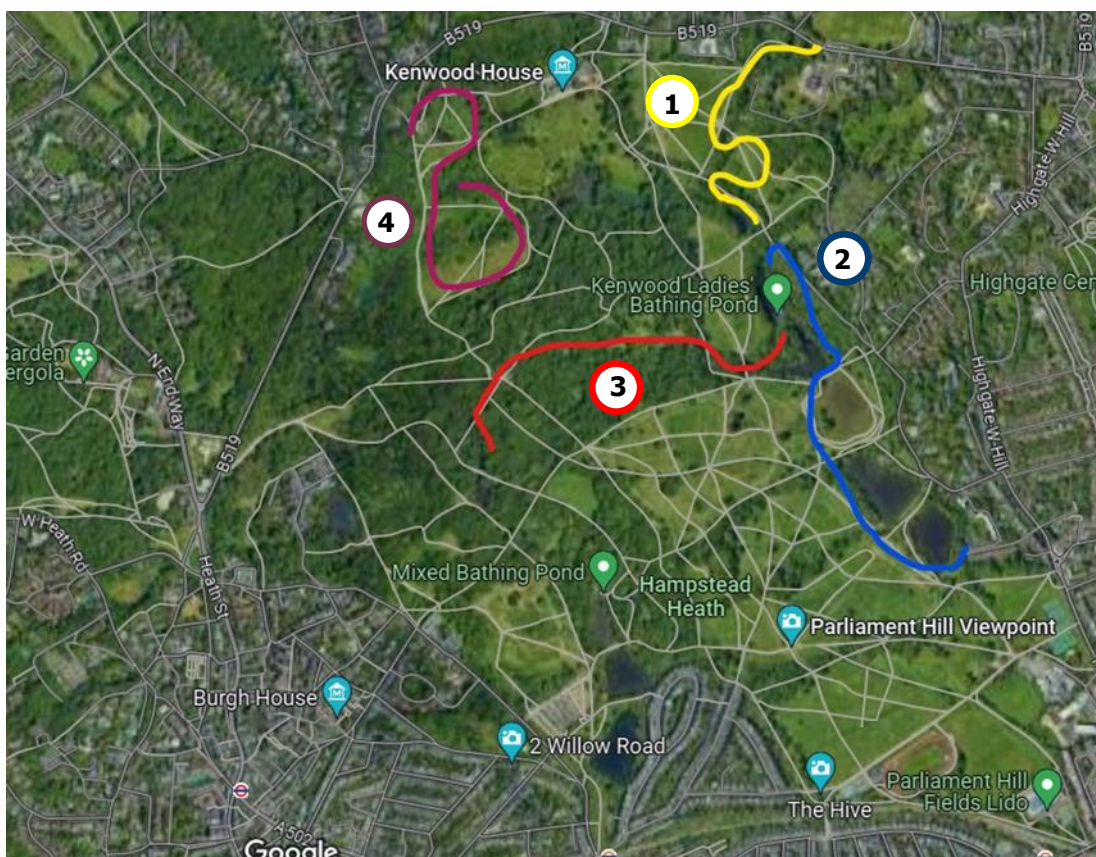 B519
B519
B519
Kenwood House
1
Highgate W-Hill
4
2
Kenwood Ladies'
Bathing Pond
Highgate Cen
Garden
ergola
N End Way
3
Highgate W-Hill
B519
W Heath Rd
Heath St
Mixed Bathing Pond
Hampstead
Heath
Parliament Hill Viewpoint
Burgh House
2 Willow Road
The Hive
Parliament Hill
Fields Lido
A502
Google